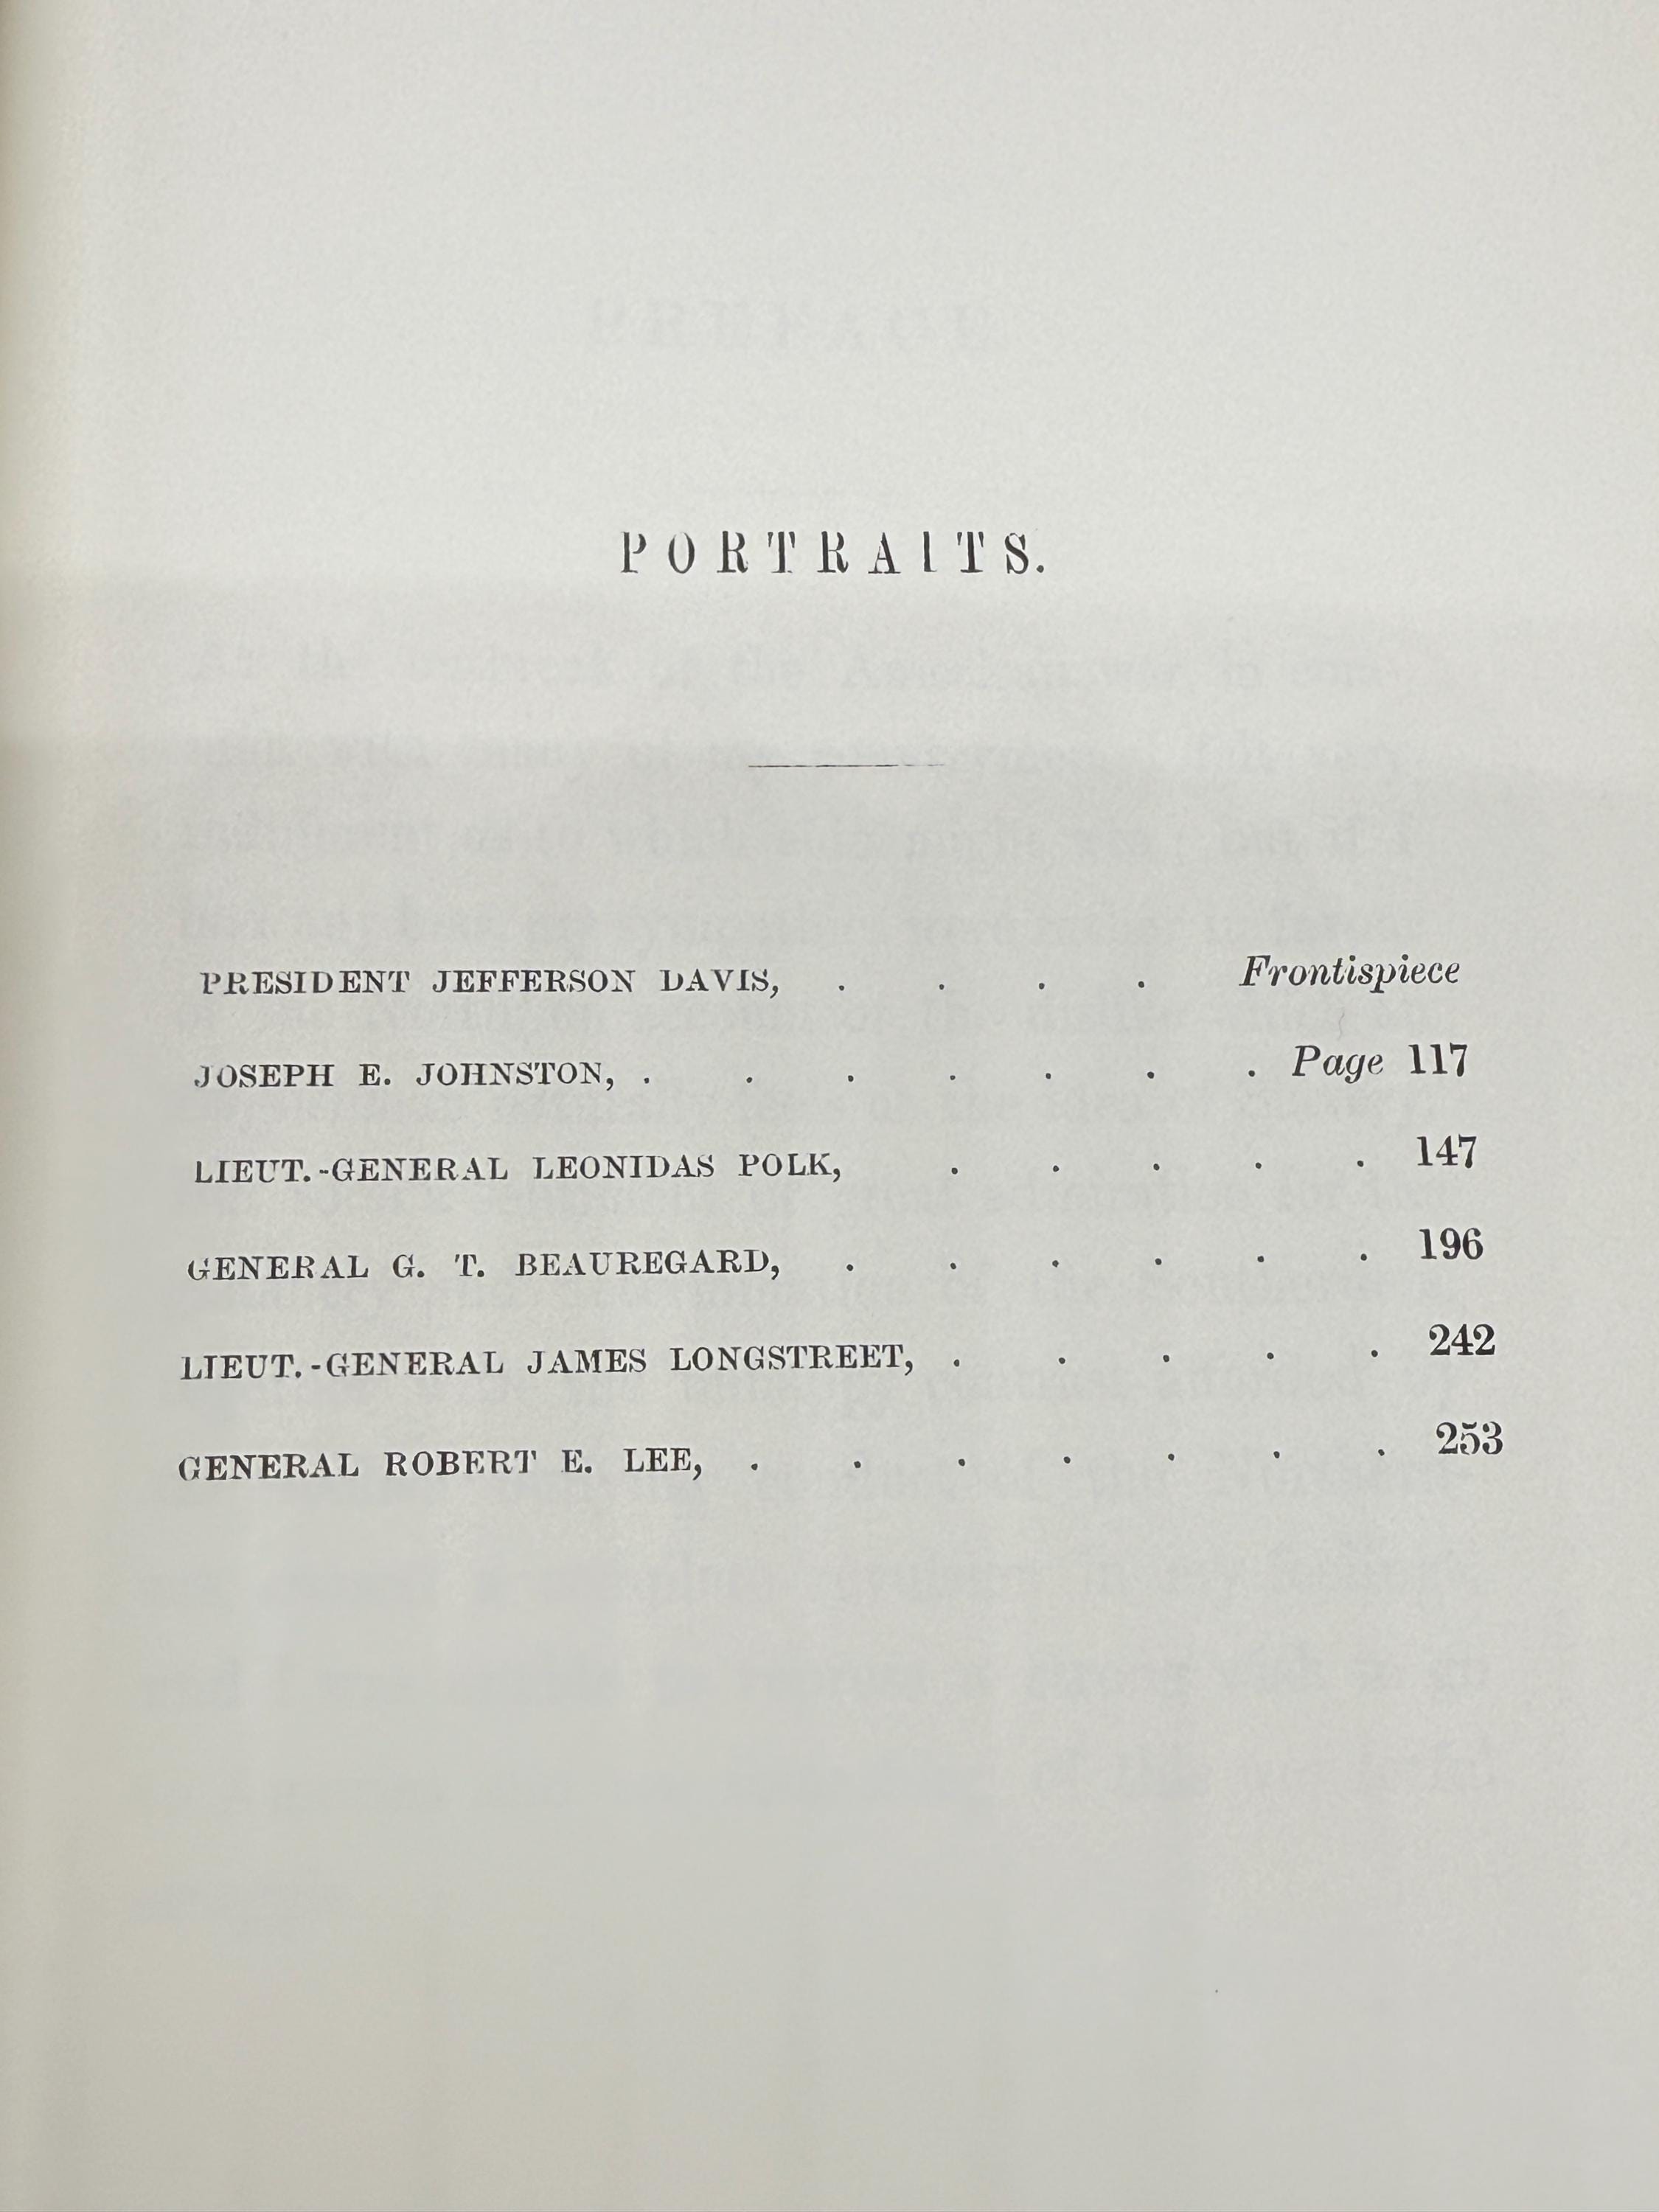 PORTRAITS.
PRESIDENT JEFFERSON DAVIS, . . . . Frontispiece
JOSEPH E. JOHNSTON, . . . . . . . Page 117
LIEUT.-GENERAL LEONIDAS POLK, . . . . . 147
GENERAL G. T. BEAUREGARD, . . . . . . 196
LIEUT.-GENERAL JAMES LONGSTREET, . . . . . 242
GENERAL ROBERT E. LEE, . . . . . . . 253